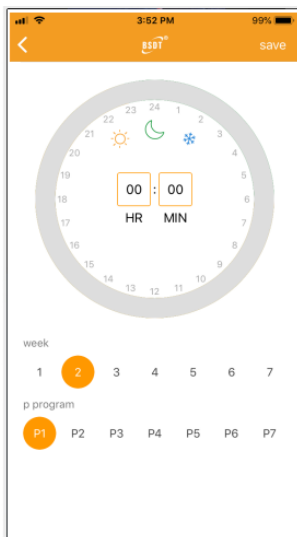 3:52 PM 99%
BSDT® save
24
23 1
22 2
21 3
20 4
19 5
18 6
17 7
16 8
15 9
14 10
13 11
12
00 : 00
HR MIN
week
1 2 3 4 5 6 7
p program
P1 P2 P3 P4 P5 P6 P7